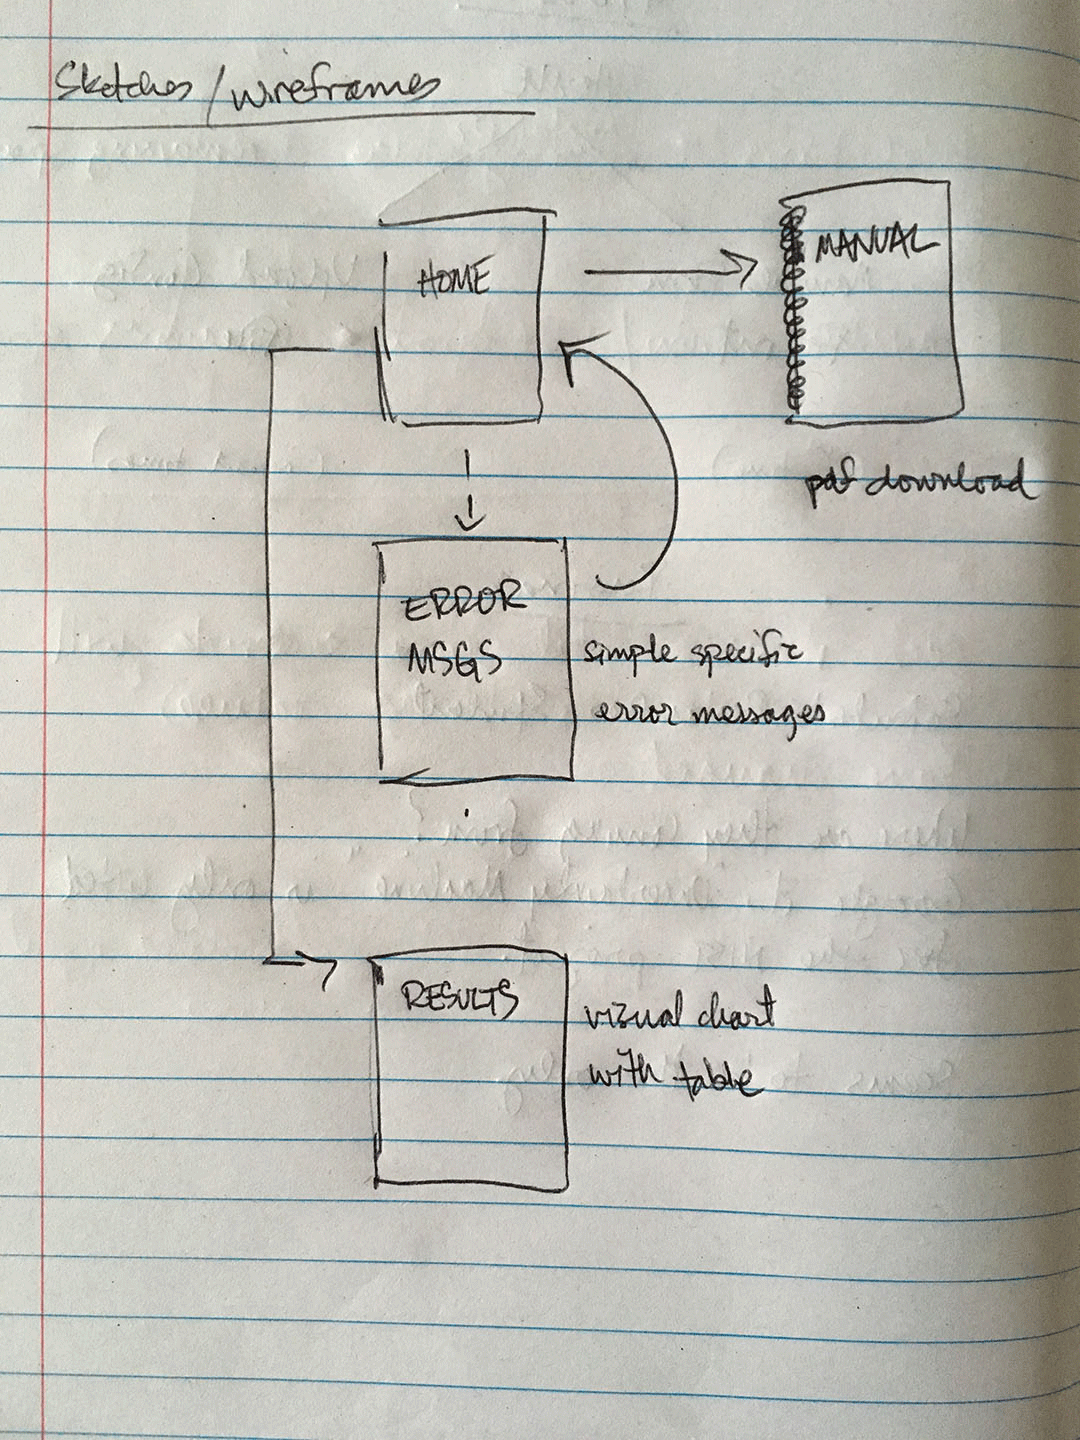 Sketches/wireframes
HOME
MANUAL
pdf download
ERROR
MSGS
simple specific
error messages
RESULTS
visual chart
with table